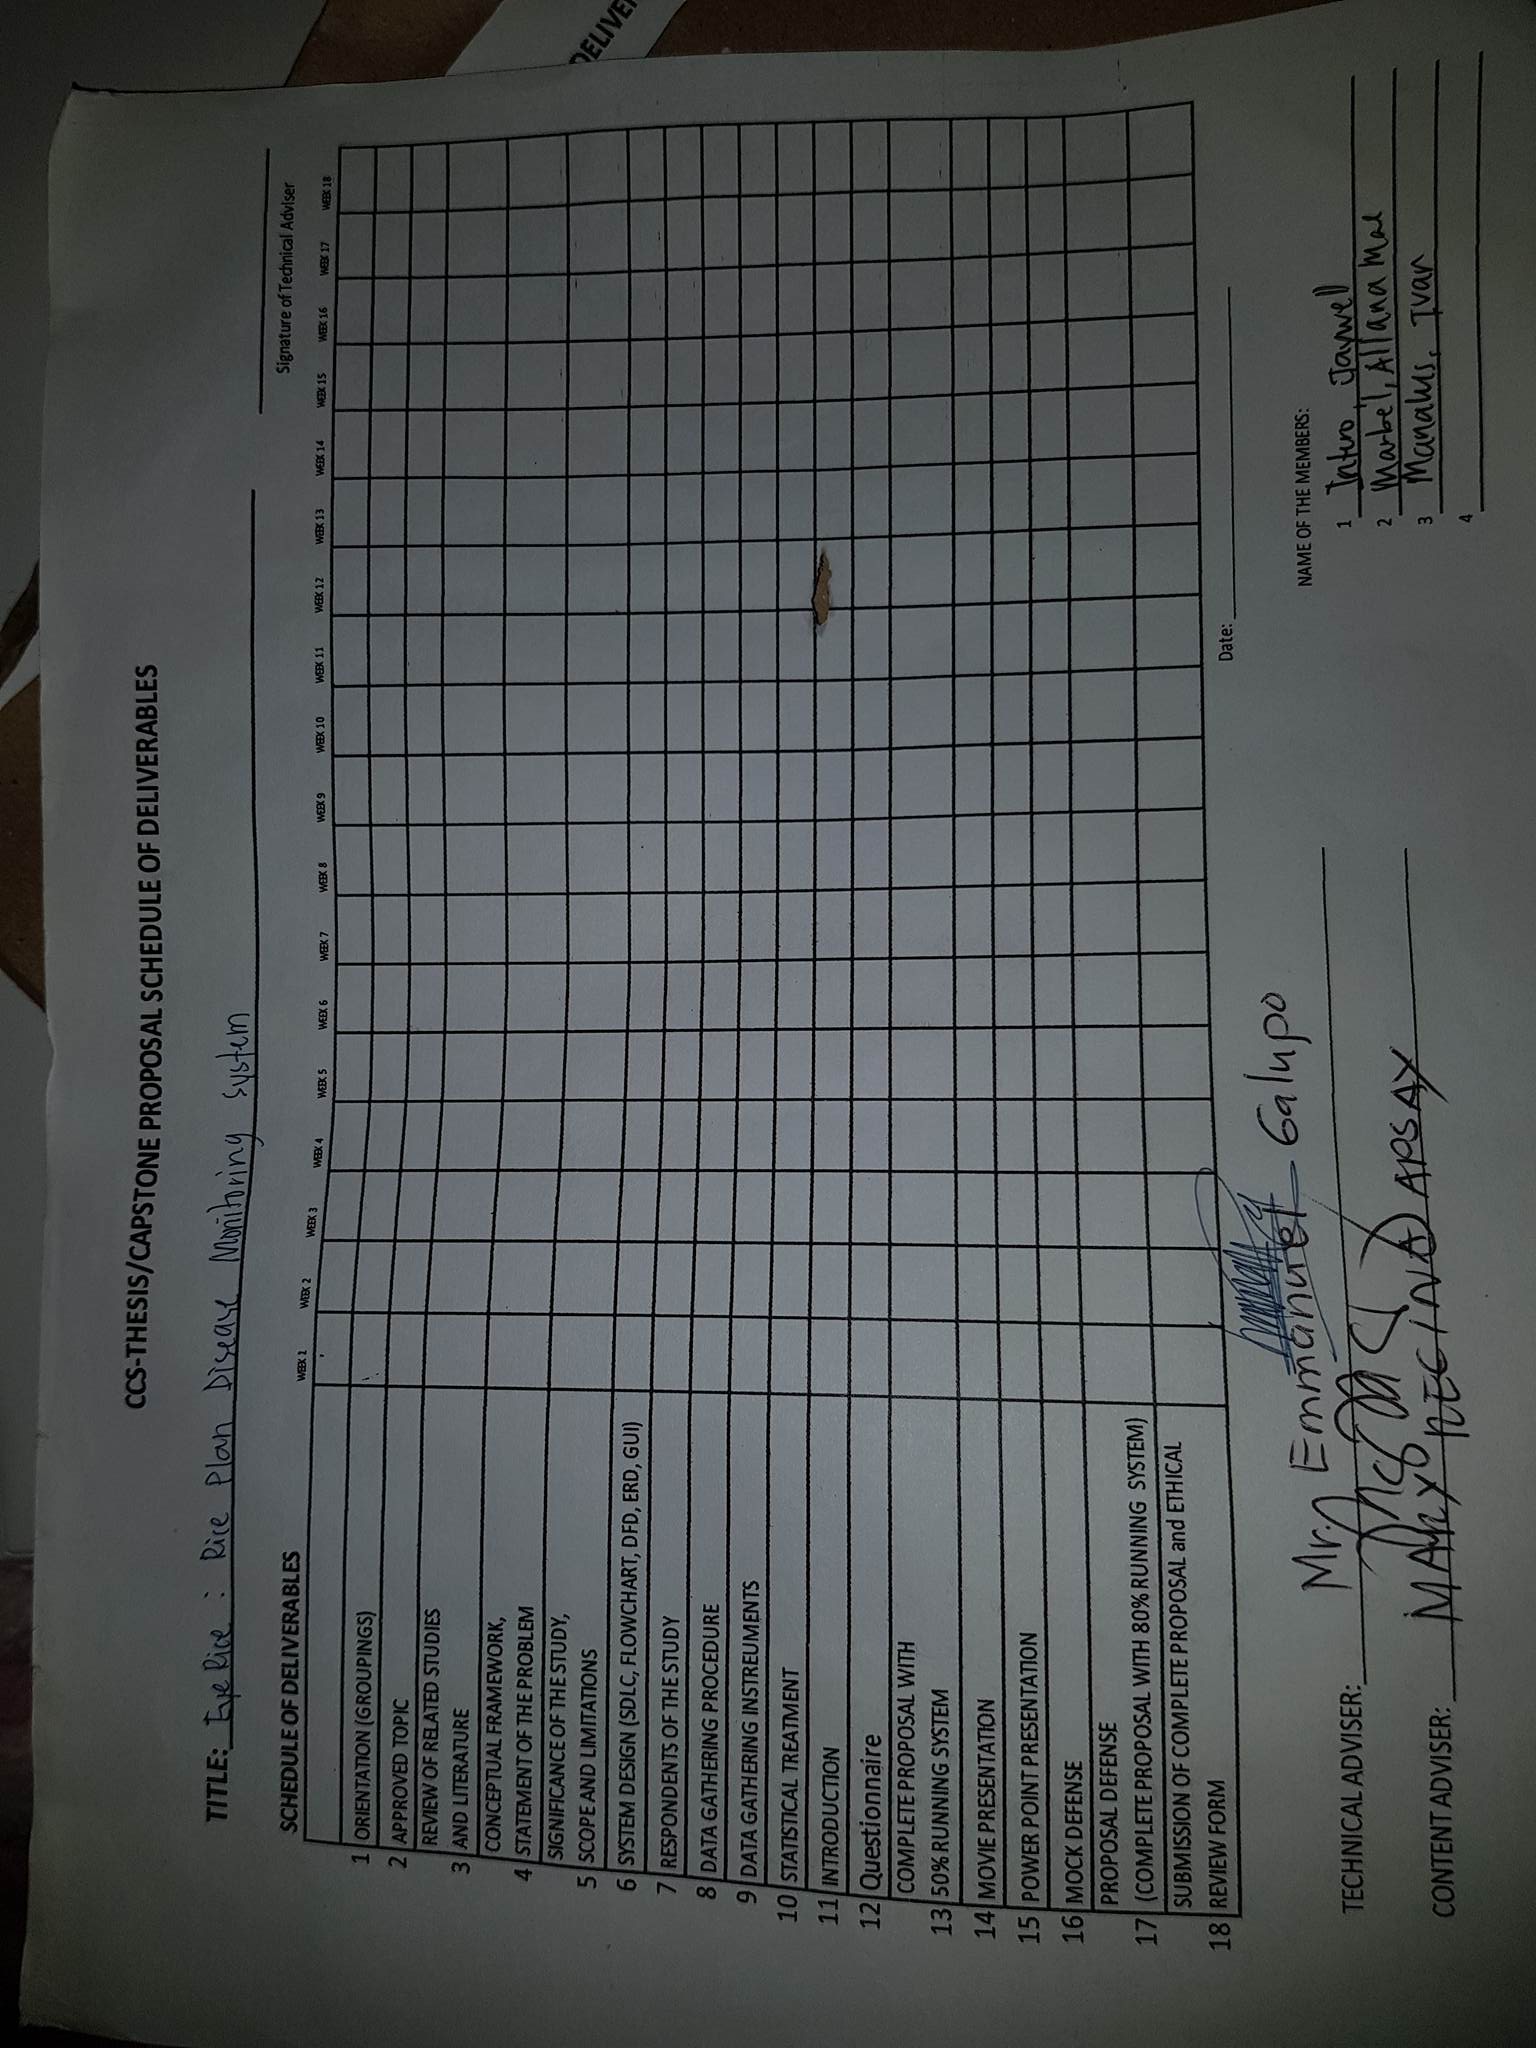 DELIVE
CCS-THESIS/CAPSTONE PROPOSAL SCHEDULE OF DELIVERABLES
TITLE: Eye Rice : Rice Plan Disease Monitoring System
Signature of Technical Adviser
SCHEDULE OF DELIVERABLES
WEEK 2 WEEK 2 WEEK 3 WEEK 4 WEEK 5 WEEK 6 WEEK 7 WEEK 8 WEEK 9 WEEK 10 WEEK 11 WEEK 12 WEEK 13 WEEK 14 WEEK 15 WEEK 16 WEEK 17 WEEK 18
1 ORIENTATION (GROUPINGS)
2 APPROVED TOPIC
REVIEW OF RELATED STUDIES
3 AND LITERATURE
CONCEPTUAL FRAMEWORK,
4 STATEMENT OF THE PROBLEM
SIGNIFICANCE OF THE STUDY,
5 SCOPE AND LIMITATIONS
6 SYSTEM DESIGN (SDLC, FLOWCHART, DFD, ERD, GUI)
7 RESPONDENTS OF THE STUDY
8 DATA GATHERING PROCEDURE
9 DATA GATHERING INSTREUMENTS
10 STATISTICAL TREATMENT
11 INTRODUCTION
12 Questionnaire
COMPLETE PROPOSAL WITH
13 50% RUNNING SYSTEM
14 MOVIE PRESENTATION
15 POWER POINT PRESENTATION
16 MOCK DEFENSE
PROPOSAL DEFENSE
17 (COMPLETE PROPOSAL WITH 80% RUNNING SYSTEM)
SUBMISSION OF COMPLETE PROPOSAL and ETHICAL
18 REVIEW FORM
Date:
Mr. Emmanuel Galupo
TECHNICAL ADVISER:
CONTENT ADVISER: APSAY
NAME OF THE MEMBERS:
1 Jaywell
2 Marbel, Allana Mae
3 Manalus, Ivan
4